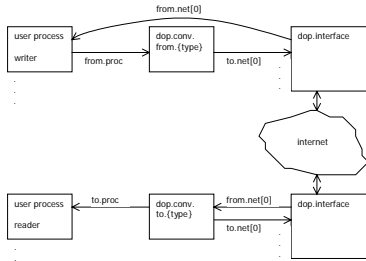 from.net[0]
user process
writer
dop.conv.
from.{type}
dop.interface
from.proc
to.net[0]
internet
user process
reader
to.proc
dop.conv.
to.{type}
from.net[0]
to.net[0]
dop.interface